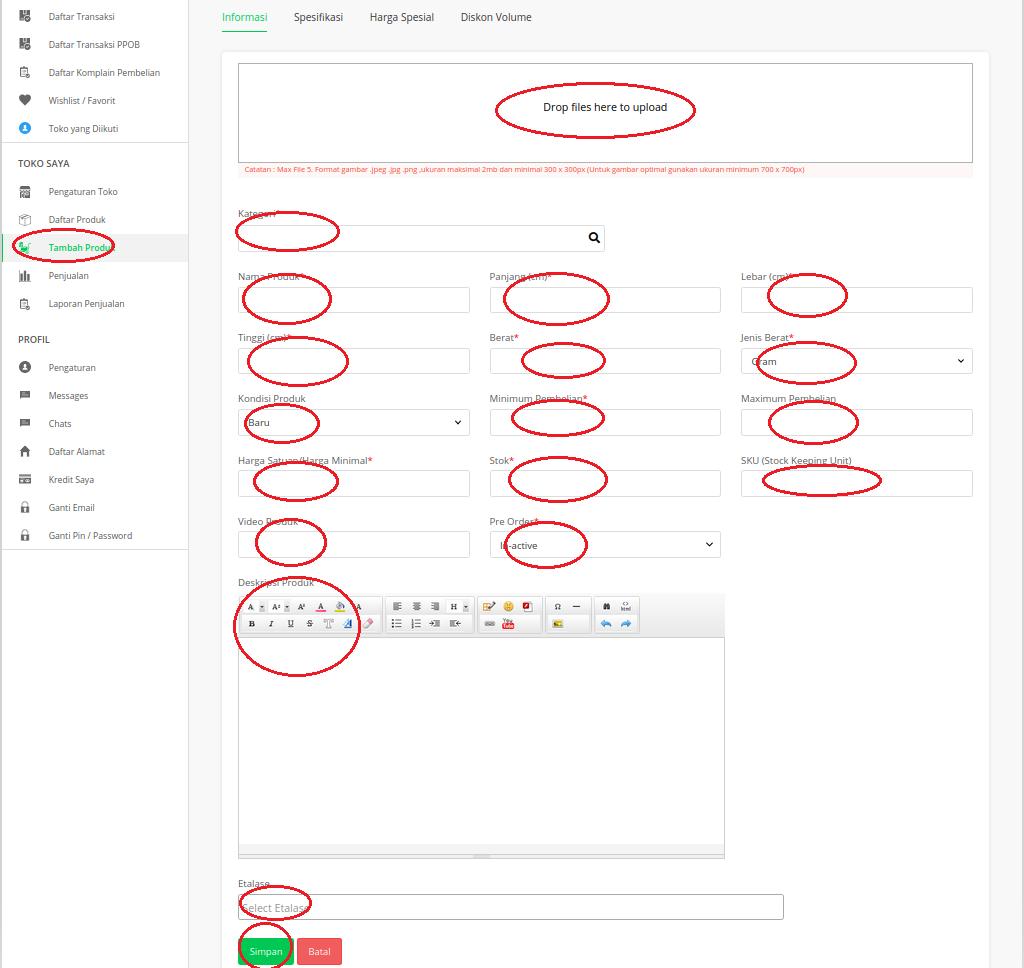 Daftar Transaksi
Daftar Transaksi PPOB
Daftar Komplain Pembelian
Wishlist / Favorit
Toko yang Diikuti
TOKO SAYA
Pengaturan Toko
Daftar Produk
Tambah Produk
Penjualan
Laporan Penjualan
PROFIL
Pengaturan
Messages
Chats
Daftar Alamat
Kredit Saya
Ganti Email
Ganti Pin / Password
Informasi Spesifikasi Harga Spesial Diskon Volume
Drop files here to upload
Catatan : Max File 5. Format gambar .jpeg .jpg .png ,ukuran maksimal 2mb dan minimal 300 x 300px (Untuk gambar optimal gunakan ukuran minimum 700 x 700px)
Kategori*
Nama Produk* Panjang (cm)* Lebar (cm)*
Tinggi (cm)* Berat* Jenis Berat*
Gram
Kondisi Produk Minimum Pembelian* Maximum Pembelian
Baru
Harga Satuan/Harga Minimal* Stok* SKU (Stock Keeping Unit)
Video Produk Pre Order*
In-active
Deskripsi Produk
Etalase
Select Etalase
Simpan Batal